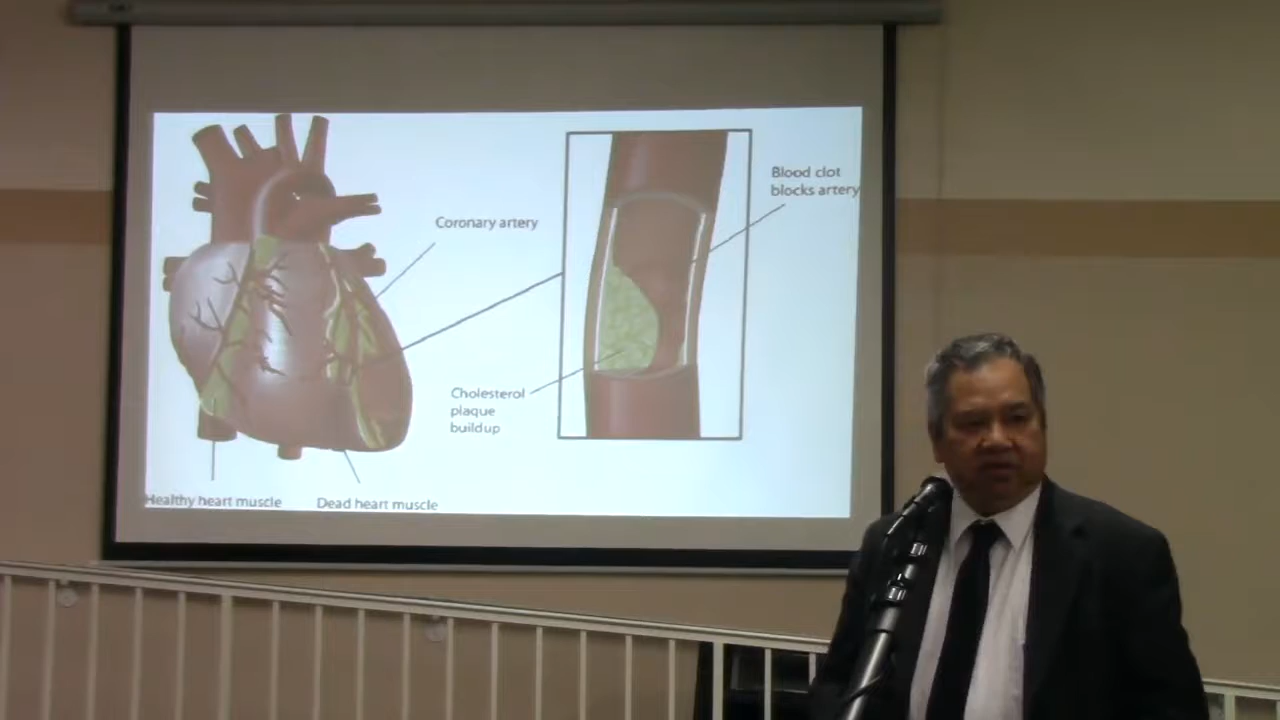 Blood clot
blocks artery
Coronary artery
Cholesterol
plaque
buildup
Healthy heart muscle
Dead heart muscle